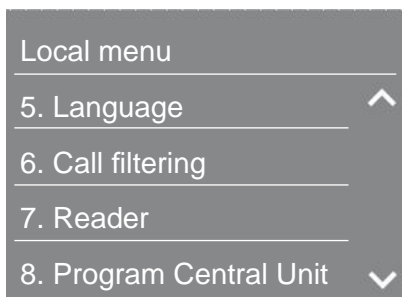 Local menu
5. Language
6. Call filtering
7. Reader
8. Program Central Unit